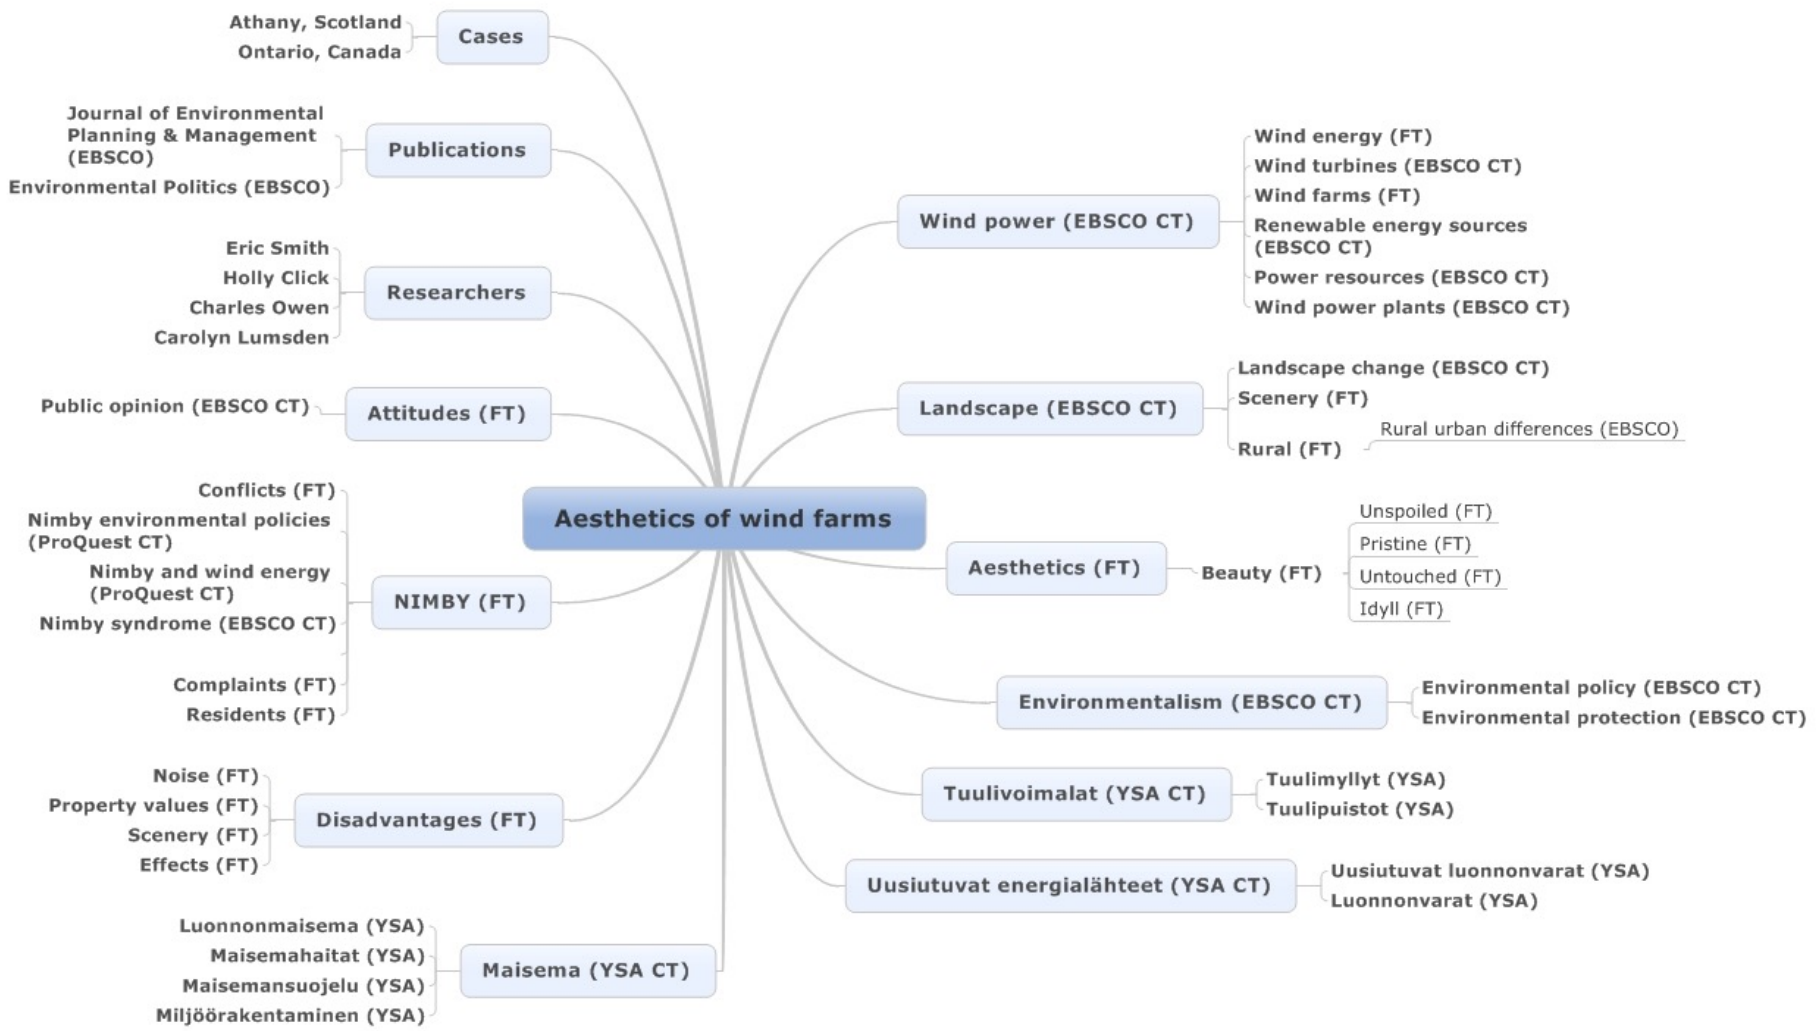 Athany, Scotland
Ontario, Canada
Cases
Journal of Environmental
Planning & Management
(EBSCO)
Environmental Politics (EBSCO)
Publications
Eric Smith
Holly Click
Charles Owen
Carolyn Lumsden
Researchers
Public opinion (EBSCO CT)
Attitudes (FT)
Conflicts (FT)
Nimby environmental policies
(ProQuest CT)
Nimby and wind energy
(ProQuest CT)
Nimby syndrome (EBSCO CT)
Complaints (FT)
Residents (FT)
NIMBY (FT)
Noise (FT)
Property values (FT)
Scenery (FT)
Effects (FT)
Disadvantages (FT)
Luonnonmaisema (YSA)
Maisemahaitat (YSA)
Maisemansuojelu (YSA)
Miljöörakentaminen (YSA)
Maisema (YSA CT)
Aesthetics of wind farms
Wind power (EBSCO CT)
Wind energy (FT)
Wind turbines (EBSCO CT)
Wind farms (FT)
Renewable energy sources
(EBSCO CT)
Power resources (EBSCO CT)
Wind power plants (EBSCO CT)
Landscape (EBSCO CT)
Landscape change (EBSCO CT)
Scenery (FT)
Rural (FT)
Rural urban differences (EBSCO)
Aesthetics (FT)
Beauty (FT)
Unspoiled (FT)
Pristine (FT)
Untouched (FT)
Idyll (FT)
Environmentalism (EBSCO CT)
Environmental policy (EBSCO CT)
Environmental protection (EBSCO CT)
Tuulivoimalat (YSA CT)
Tuulimyllyt (YSA)
Tuulipuistot (YSA)
Uusiutuvat energialähteet (YSA CT)
Uusiutuvat luonnonvarat (YSA)
Luonnonvarat (YSA)